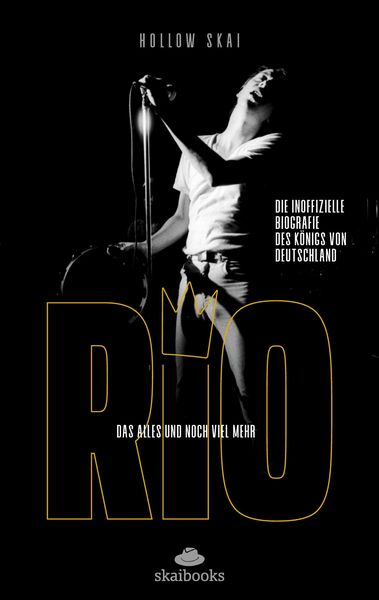 HOLLOW SKAI
DIE INOFFIZIELLE
BIOGRAFIE
DES KÖNIGS VON
DEUTSCHLAND
RIO
DAS ALLES UND NOCH VIEL MEHR
skaibooks